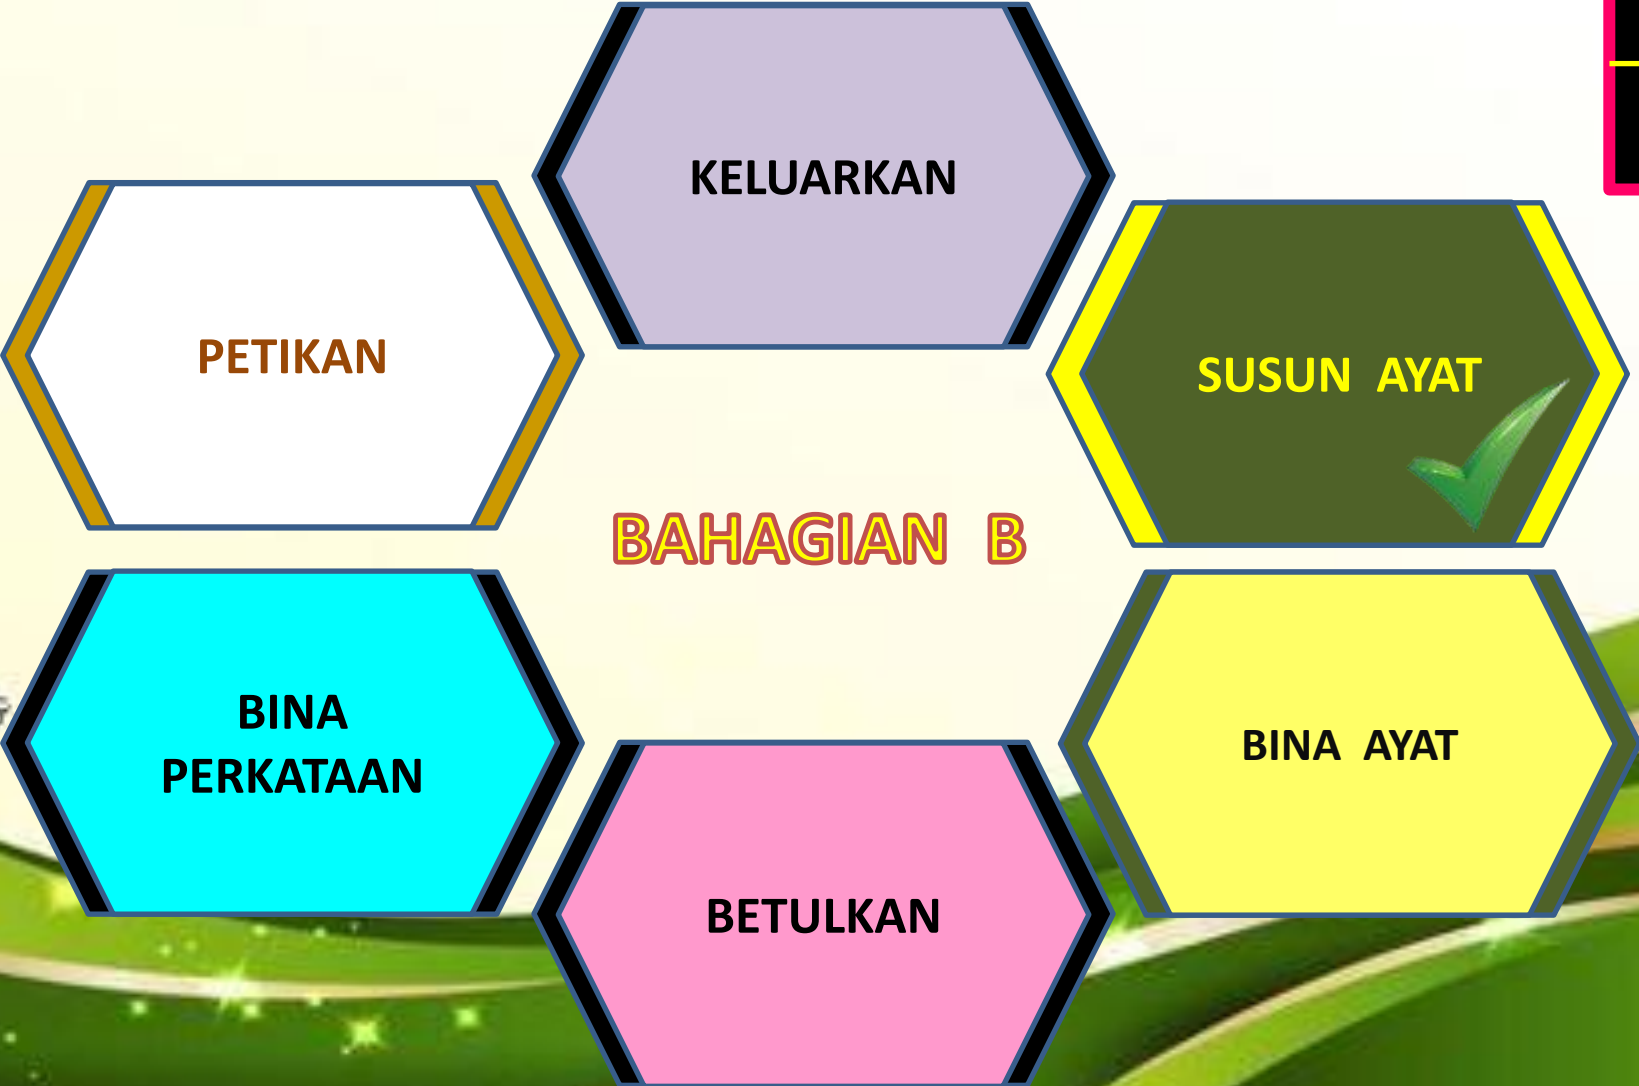 KELUARKAN
PETIKAN
SUSUN AYAT
BAHAGIAN B
BINA
PERKATAAN
BINA AYAT
BETULKAN